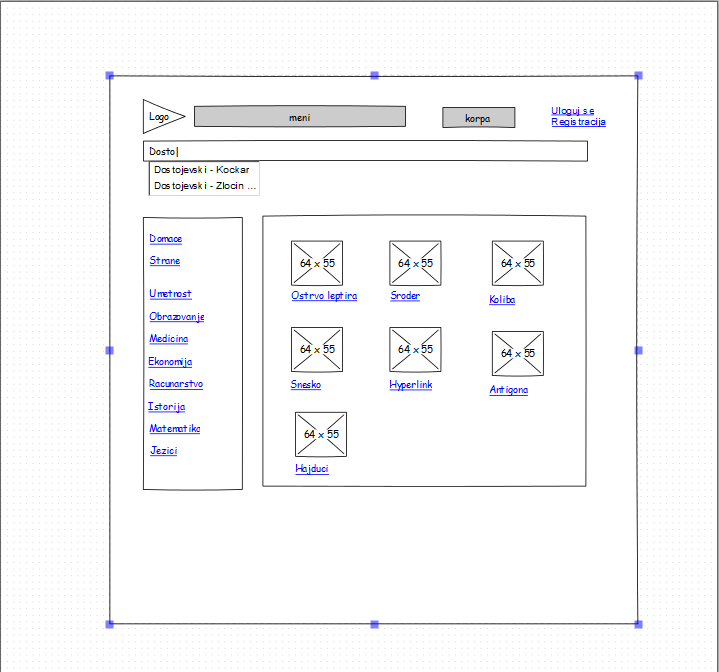 Logo
meni
korpa
Uloguj se
Registracija
Dosto
Dostojevski - Kockar
Dostojevski - Zlocin ...
Domace
Strane
Umetnost
Obrazovanje
Medicina
Ekonomija
Racunarstvo
Istorija
Matematika
Jezici
64 x 55
64 x 55
64 x 55
Ostrvo leptira
Sroder
Koliba
64 x 55
64 x 55
64 x 55
Snesko
Hyperlink
Antigona
64 x 55
Hajduci